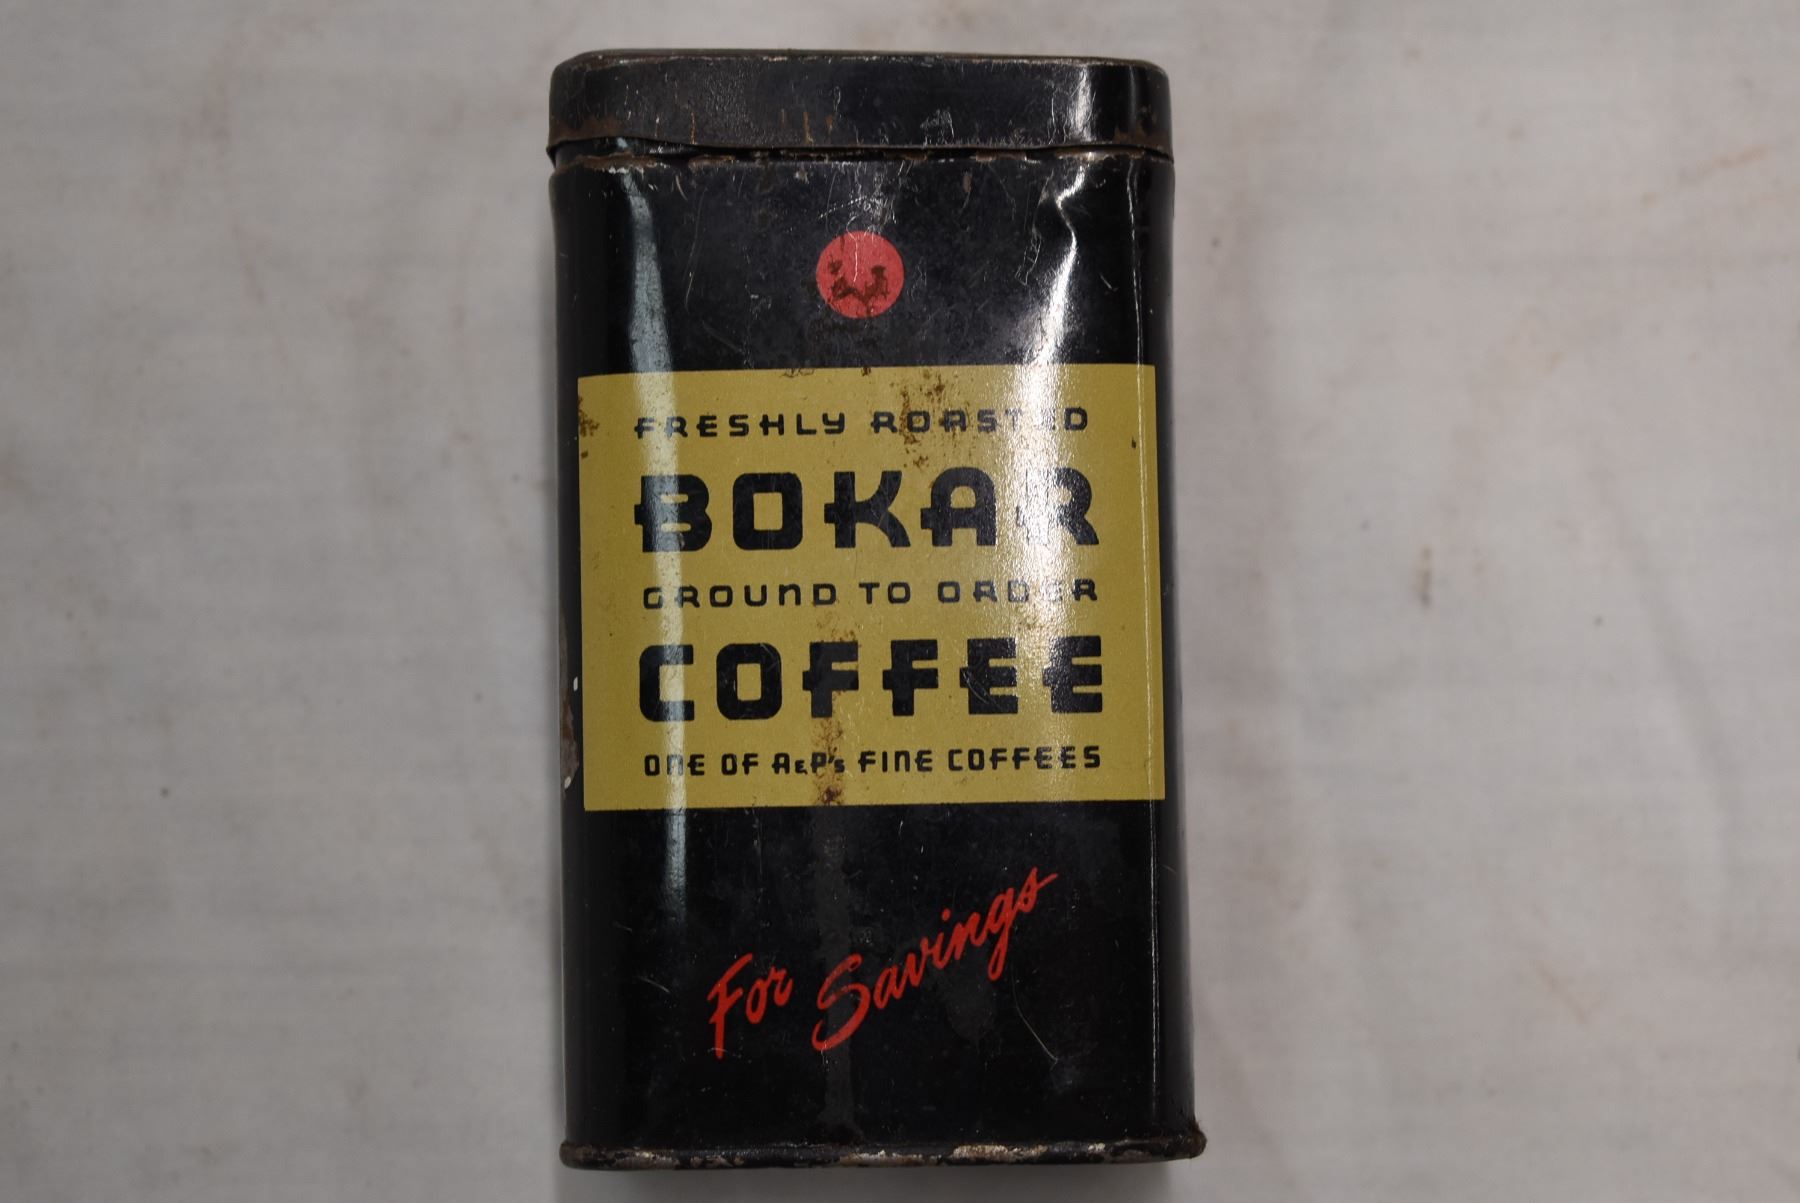 FRESHLY ROASTED
BOKAR
GROUND TO ORDER
COFFEE
ONE OF A&P's FINE COFFEES
For Savings